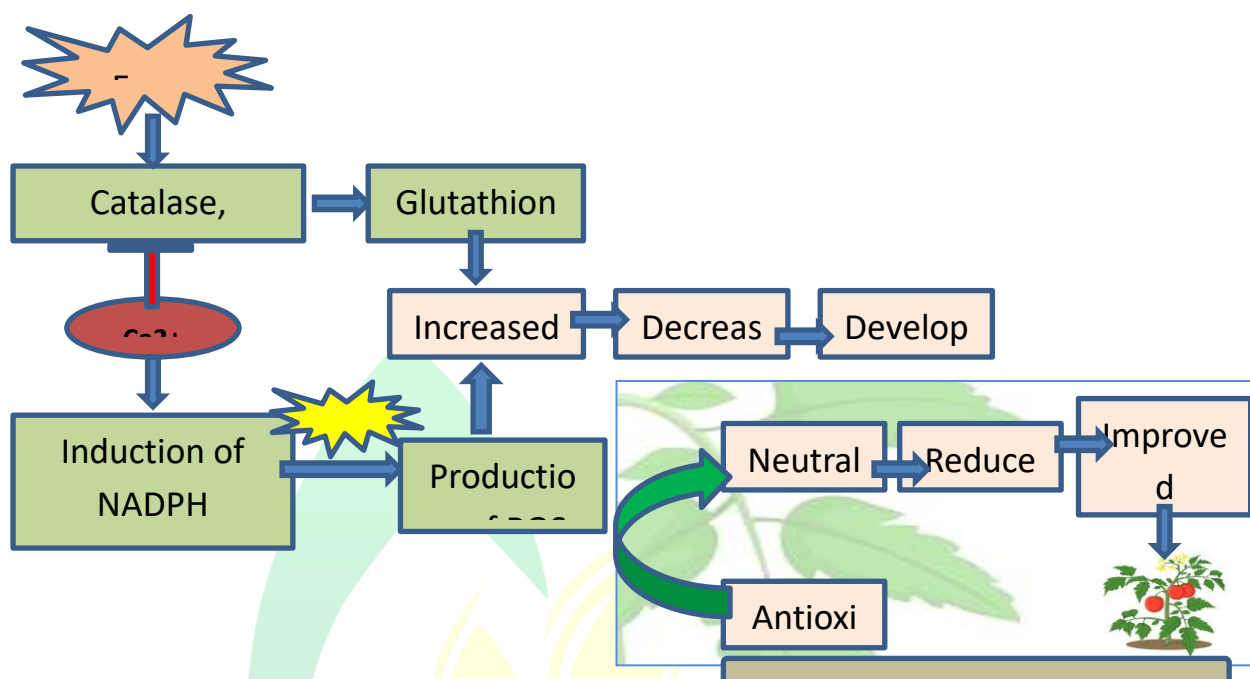 Catalase,
Glutathion
Increased
Decreas
Develop
Induction of
NADPH
Productio
Neutral
Reduce
Improve
d
Antioxi